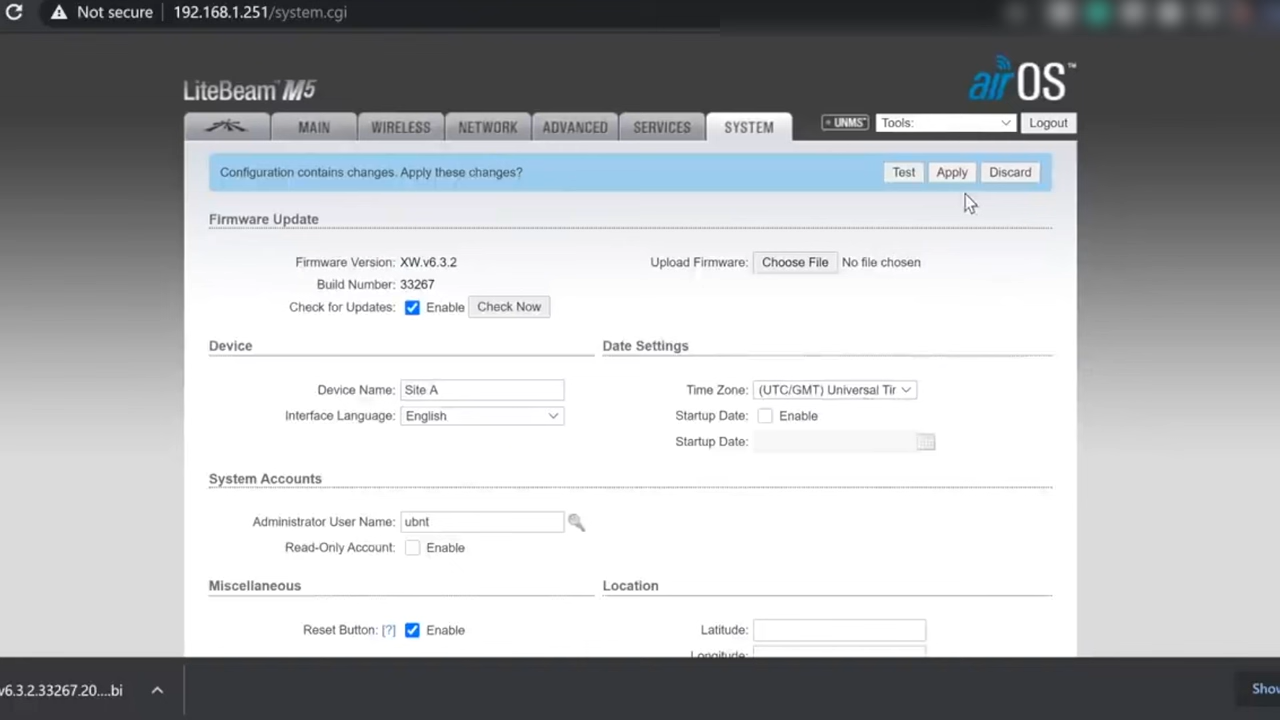 Not secure 192.168.1.251/system.cgi
LiteBeam™ M5
airOS™
MAIN WIRELESS NETWORK ADVANCED SERVICES SYSTEM UNMS™ Tools: Logout
Configuration contains changes. Apply these changes? Test Apply Discard
Firmware Update
Firmware Version: XW.v6.3.2 Upload Firmware: Choose File No file chosen
Build Number: 33267
Check for Updates: Enable Check Now
Device Date Settings
Device Name: Site A Time Zone: (UTC/GMT) Universal Tir
Interface Language: English Startup Date: Enable
Startup Date:
System Accounts
Administrator User Name: ubnt
Read-Only Account: Enable
Miscellaneous Location
Reset Button: [?] Enable Latitude:
Longitude:
v6.3.2.33267.20....bi Show